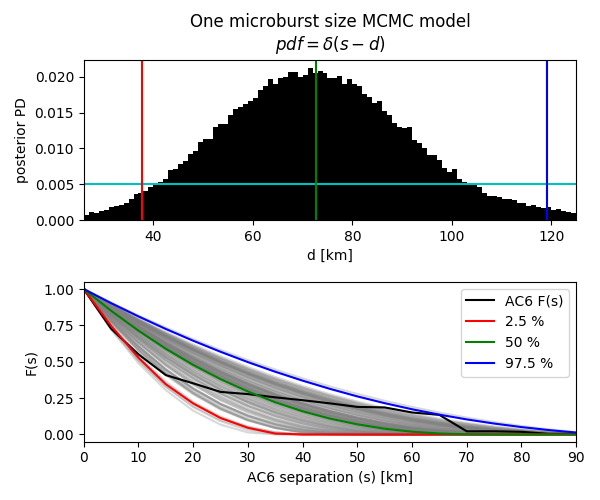 One microburst size MCMC model
pdf = δ(s − d)
posterior PD
0.020
0.015
0.010
0.005
0.000
40 60 80 100 120
d [km]
F(s)
1.00
0.75
0.50
0.25
0.00
AC6 F(s)
2.5 %
50 %
97.5 %
0 10 20 30 40 50 60 70 80 90
AC6 separation (s) [km]